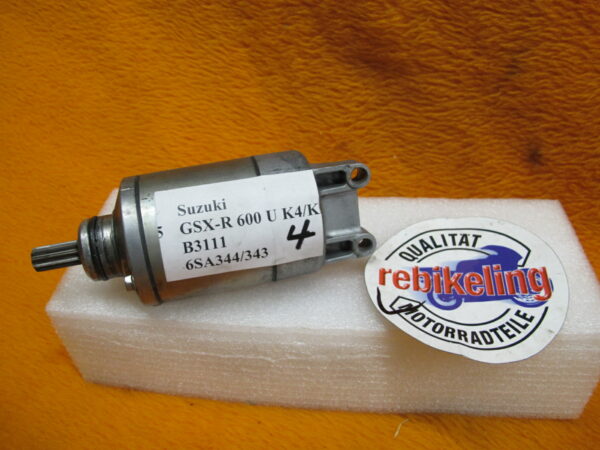 Suzuki
5 GSX-R 600 U K4/K
B3111
6SA344/343
4
QUALITÄT
rebikeling
MOTORRADTEILE